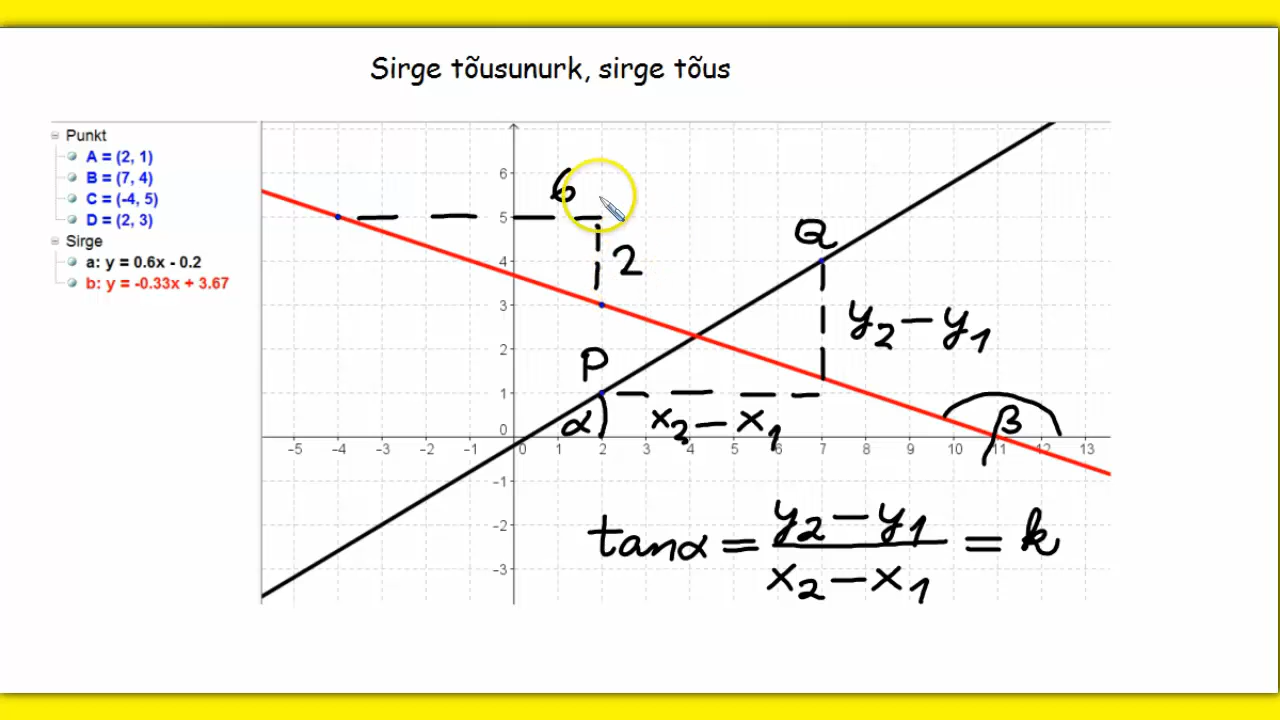 Sirge tõusunurk, sirge tõus
Punkt
A = (2, 1)
B = (7, 4)
C = (-4, 5)
D = (2, 3)
Sirge
a: y = 0.6x - 0.2
b: y = -0.33x + 3.67
6
6
5
Q
4
2
y₂ – y₁
3
P
2
1
α
x₂ – x₁
β
0
-5 -4 -3 -2 -1 0 1 2 3 4 5 6 7 8 9 10 11 12 13
-1
-2
-3
tanα = (y₂ – y₁)/(x₂ – x₁) = k